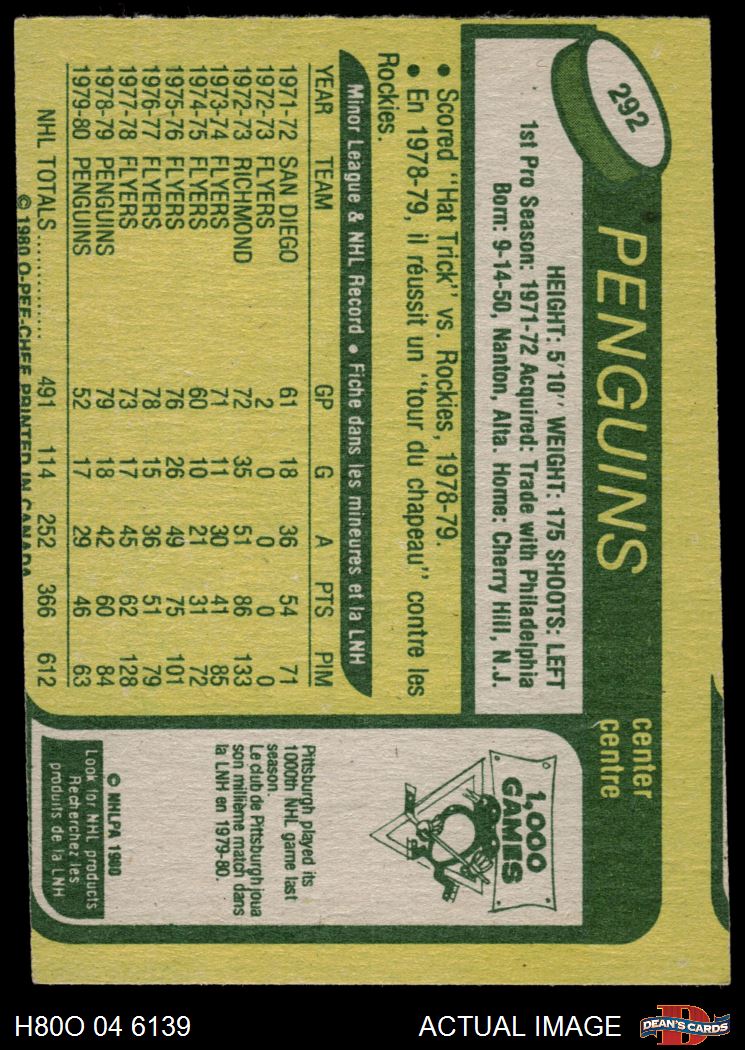 292
PENGUINS
center
centre
HEIGHT: 5'10" WEIGHT: 175 SHOOTS: LEFT
1st Pro Season: 1971-72 Acquired: Trade with Philadelphia
Born: 9-14-50, Nanton, Alta. Home: Cherry Hill, N.J.
• Scored "Hat Trick" vs. Rockies, 1978-79.
• En 1978-79, il réussit un "tour du chapeau" contre les
Rockies.
Minor League & NHL Record • Fiche dans les mineures et la LNH
YEAR TEAM GP G A PTS PIM
1971-72 SAN DIEGO 61 18 36 54 71
1972-73 FLYERS 2 0 0 0 0
1972-73 RICHMOND 72 35 51 86 133
1973-74 FLYERS 71 11 30 41 85
1974-75 FLYERS 60 10 21 31 72
1975-76 FLYERS 76 26 49 75 101
1976-77 FLYERS 78 15 36 51 79
1977-78 FLYERS 73 17 45 62 128
1978-79 PENGUINS 79 18 42 60 84
1979-80 PENGUINS 52 17 29 46 63
NHL TOTALS............. 491 114 252 366 612
© 1980 O-PEE-CHEE PRINTED IN CANADA
1,000
GAMES
Pittsburgh played its
1000th NHL game last
season.
Le club de Pittsburgh joua
son millième match dans
la LNH en 1979-80.
© NHLPA 1980
Look for NHL products
Recherchez les
produits de la LNH
H80O 04 6139
ACTUAL IMAGE
D
DEAN'S CARDS